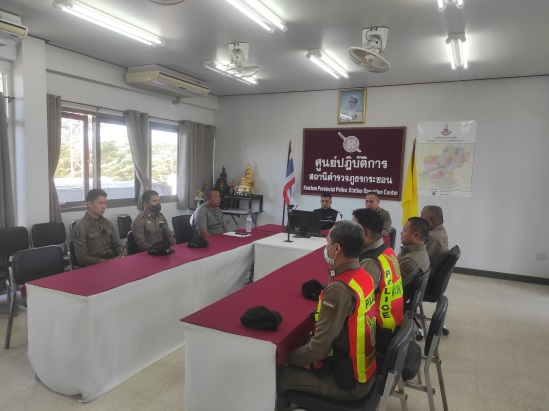 ศูนย์ปฏิบัติการ
สถานีตำรวจภูธรกระชอน
Krachon Provincial Police Station Operation Center
POLICE